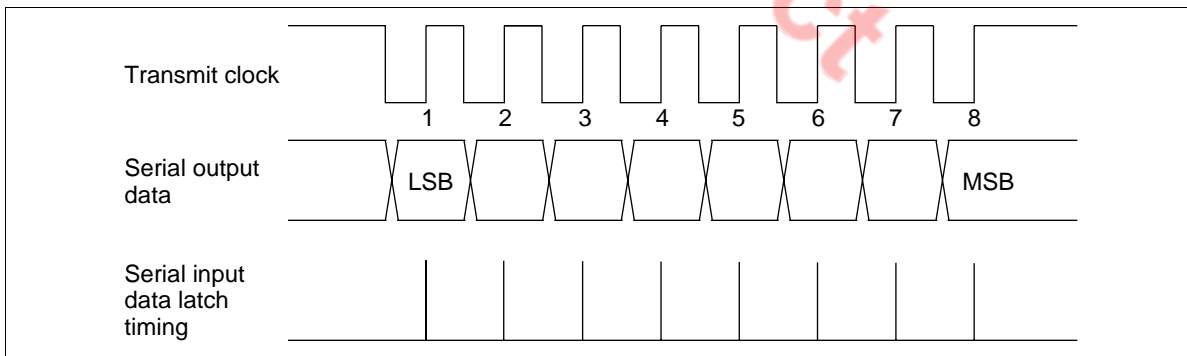 ct
Transmit clock
1 2 3 4 5 6 7 8
Serial output
data
LSB
MSB
Serial input
data latch
timing